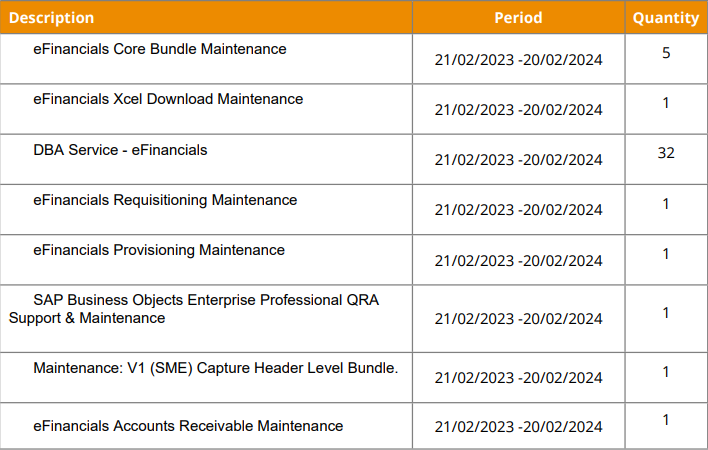 Description Period Quantity
eFinancials Core Bundle Maintenance 21/02/2023 -20/02/2024 5
eFinancials Xcel Download Maintenance 21/02/2023 -20/02/2024 1
DBA Service - eFinancials 21/02/2023 -20/02/2024 32
eFinancials Requisitioning Maintenance 21/02/2023 -20/02/2024 1
eFinancials Provisioning Maintenance 21/02/2023 -20/02/2024 1
SAP Business Objects Enterprise Professional QRA
Support & Maintenance 21/02/2023 -20/02/2024 1
Maintenance: V1 (SME) Capture Header Level Bundle. 21/02/2023 -20/02/2024 1
eFinancials Accounts Receivable Maintenance 21/02/2023 -20/02/2024 1